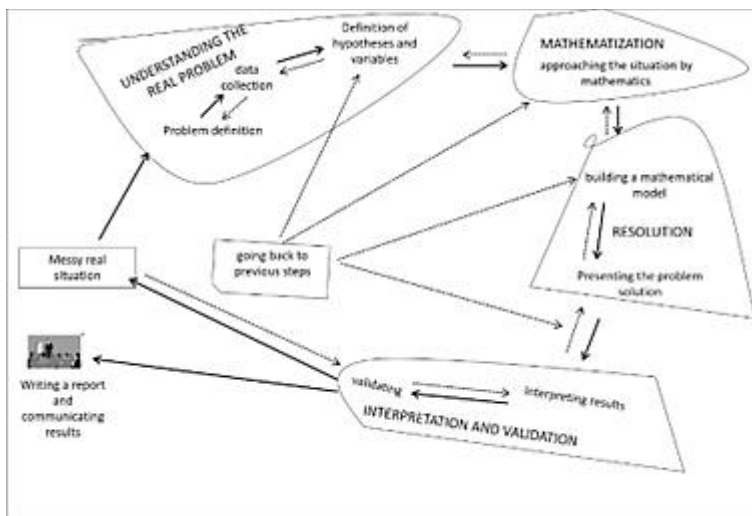 UNDERSTANDING THE
REAL PROBLEM
Definition of
hypotheses and
variables
data
collection
Problem definition
MATHEMATIZATION
approaching the situation by
mathematics
building a mathematical
model
RESOLUTION
Presenting the problem
solution
Messy real
situation
going back to
previous steps
Writing a report
and
communicating
results
validating
interpreting results
INTERPRETATION AND VALIDATION